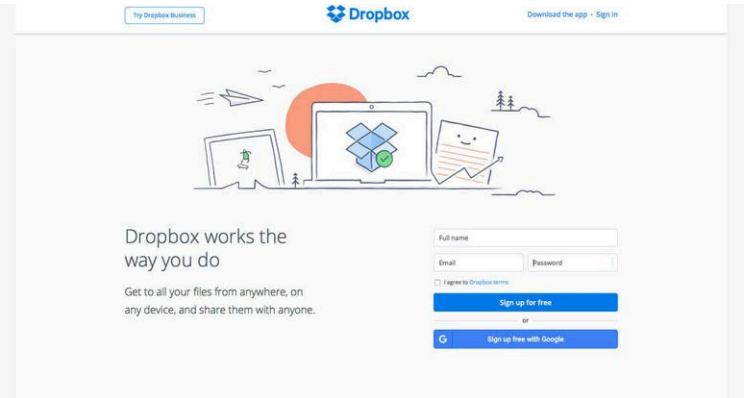 Try Dropbox Business
Dropbox
Download the app • Sign in
Dropbox works the
way you do
Get to all your files from anywhere, on
any device, and share them with anyone.
Full name
Email
Password
I agree to Dropbox terms
Sign up for free
or
G
Sign up free with Google